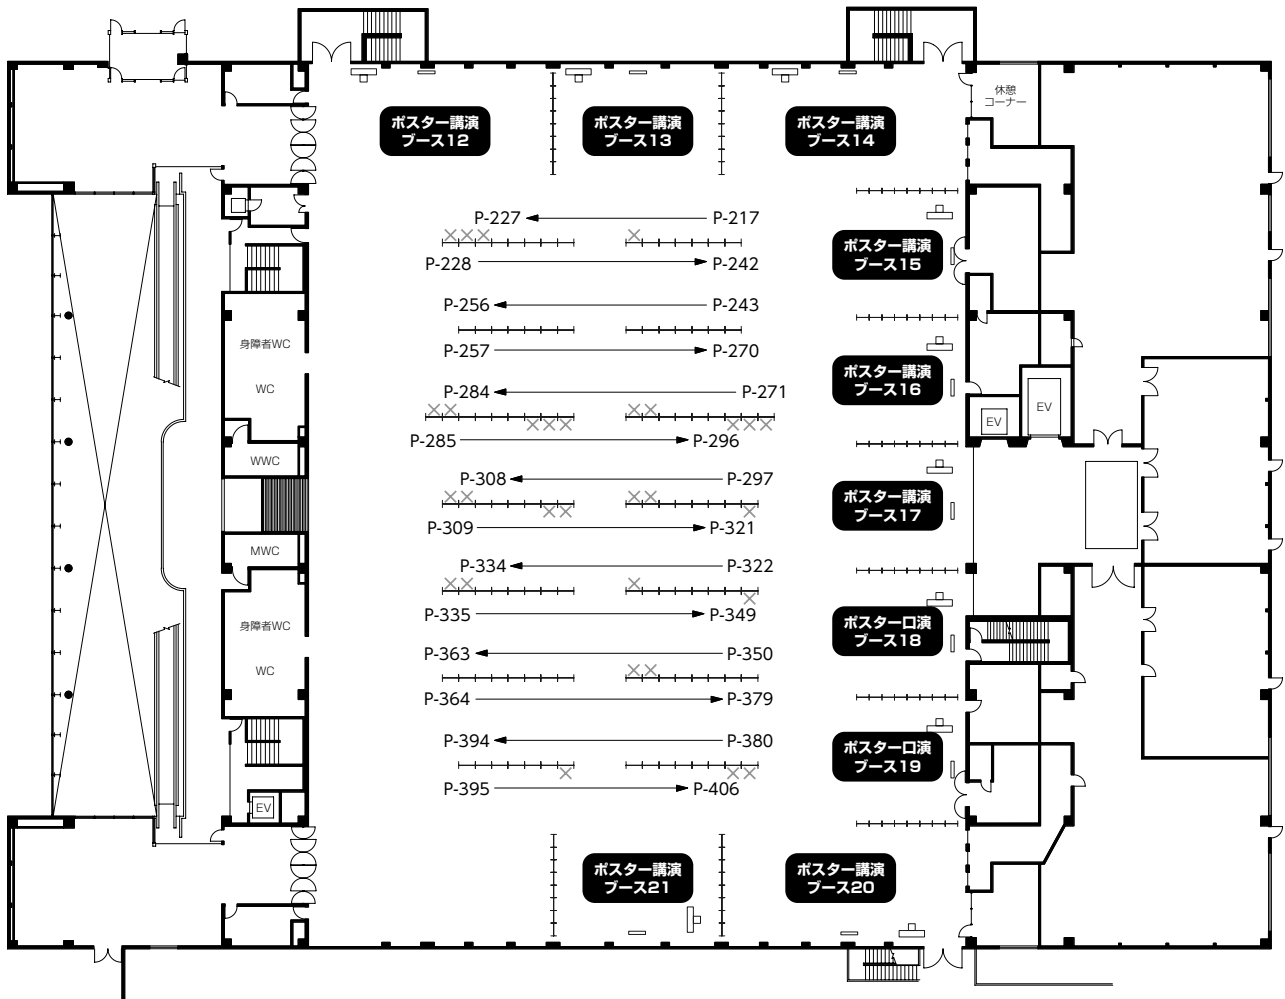 休憩
コーナー
ポスター講演
ブース12
ポスター講演
ブース13
ポスター講演
ブース14
P-227
P-217
P-228
P-242
ポスター講演
ブース15
P-256
P-243
身障者WC
WC
P-257
P-270
ポスター講演
ブース16
P-284
P-271
EV
EV
P-285
P-296
WWC
P-308
P-297
ポスター講演
ブース17
P-309
P-321
MWC
P-334
P-322
P-335
P-349
ポスター口演
ブース18
身障者WC
WC
P-363
P-350
P-364
P-379
P-394
P-380
ポスター口演
ブース19
P-395
P-406
EV
ポスター講演
ブース21
ポスター講演
ブース20